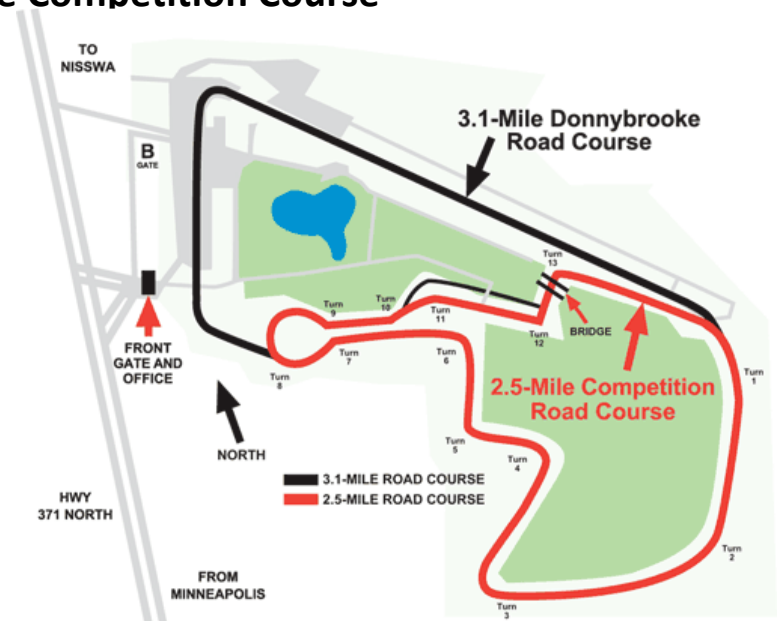 e Competition Course
TO
NISSWA
3.1-Mile Donnybrooke
Road Course
B
GATE
Turn
13
Turn
9
Turn
10
Turn
11
Turn
12
BRIDGE
FRONT
GATE AND
OFFICE
Turn
8
Turn
7
Turn
6
Turn
1
2.5-Mile Competition
Road Course
NORTH
Turn
5
Turn
4
3.1-MILE ROAD COURSE
2.5-MILE ROAD COURSE
HWY
371 NORTH
Turn
2
FROM
MINNEAPOLIS
Turn
3